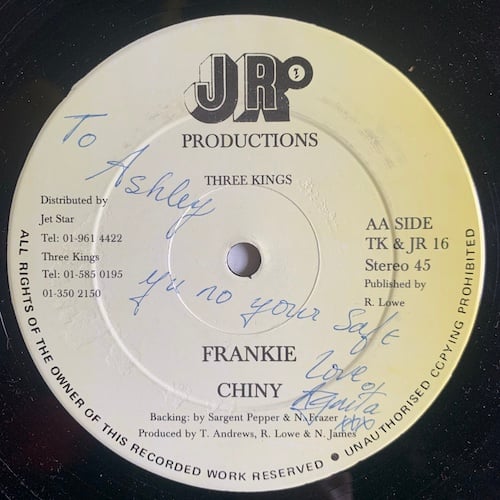 JRP
PRODUCTIONS
THREE KINGS
To Ashley
Distributed by
Jet Star
Tel: 01-961 4422
Three Kings
Tel: 01-585 0195
01-350 2150
AA SIDE
TK & JR 16
Stereo 45
Published by
R. Lowe
yu no your Safe
love of
xxx
FRANKIE
CHINY
Backing: by Sargent Pepper & N. Frazer
Produced by T. Andrews, R. Lowe & N. James
ALL RIGHTS OF THE OWNER OF THIS RECORDED WORK RESERVED ● UNAUTHORISED COPYING PROHIBITED